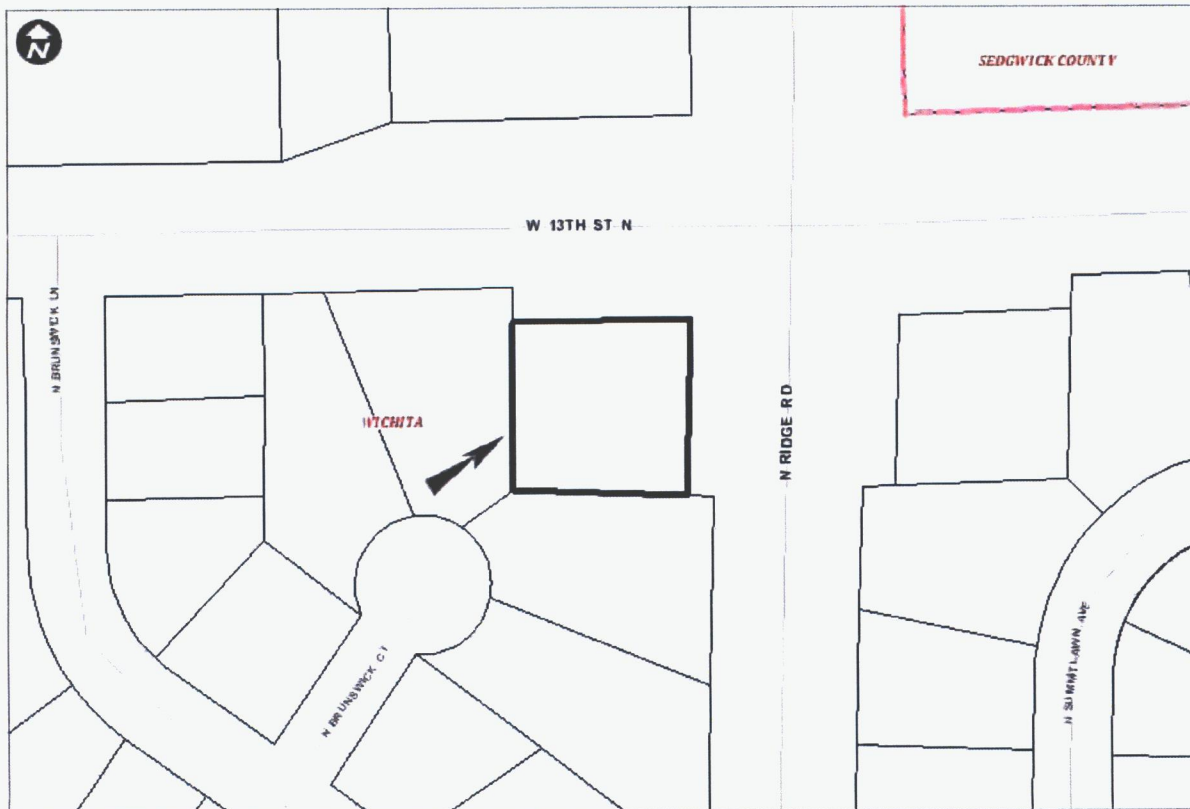 N
SEDGWICK COUNTY
W 13TH ST N
N BRUNSWICK LN
WICHITA
N RIDGE RD
N BRUNSWICK CT
N SUMMITLAWN AVE